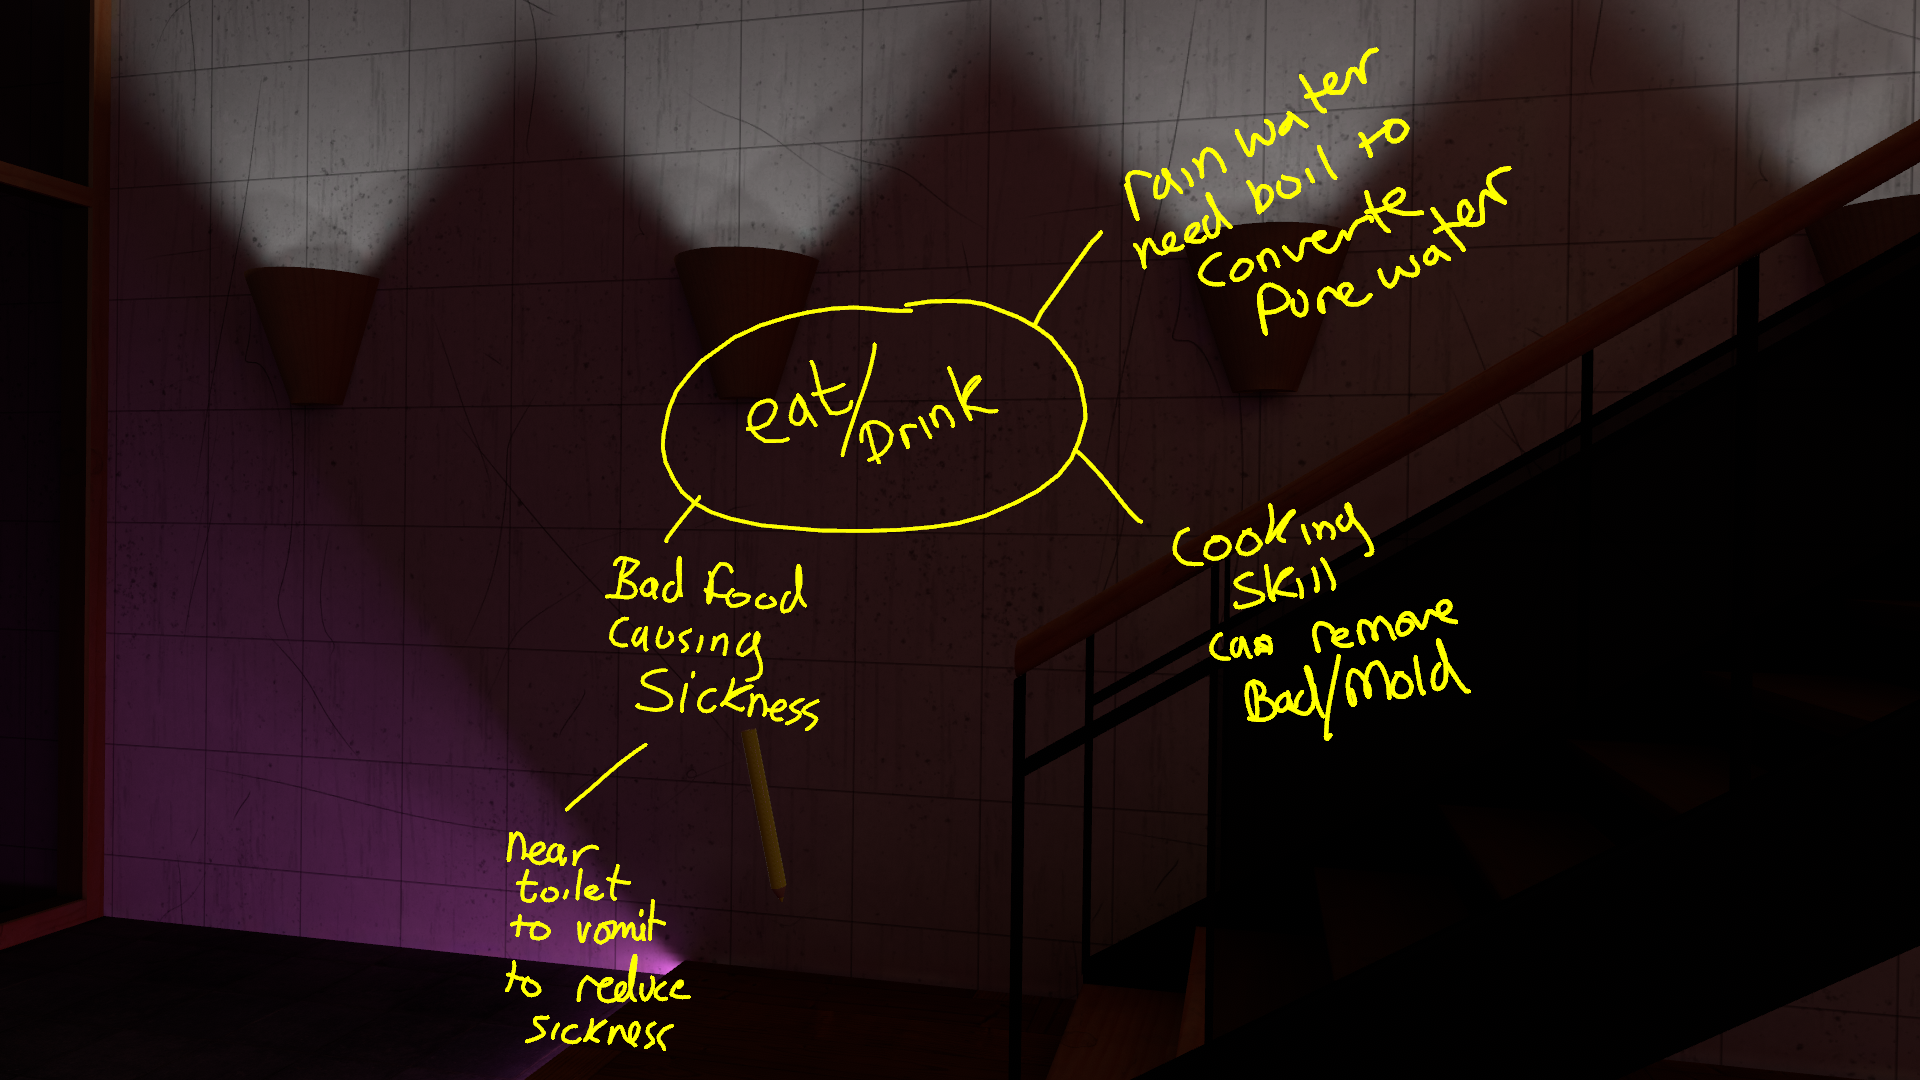 eat/Drink
rain water
need boil to
converte
pure water
Cooking
skill
can remove
Bad/Mold
Bad food
causing
Sickness
near
toilet
to vomit
to reduce
sickness